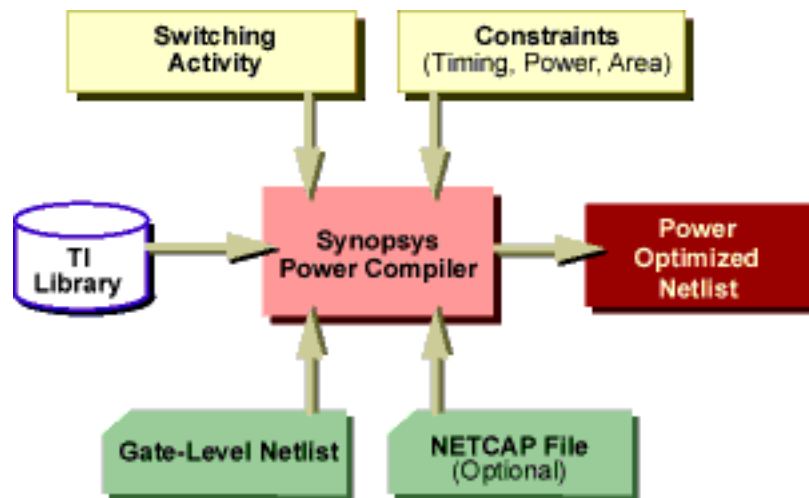 Switching
Activity
Constraints
(Timing, Power, Area)
TI
Library
Synopsys
Power Compiler
Power
Optimized
Netlist
Gate-Level Netlist
NETCAP File
(Optional)